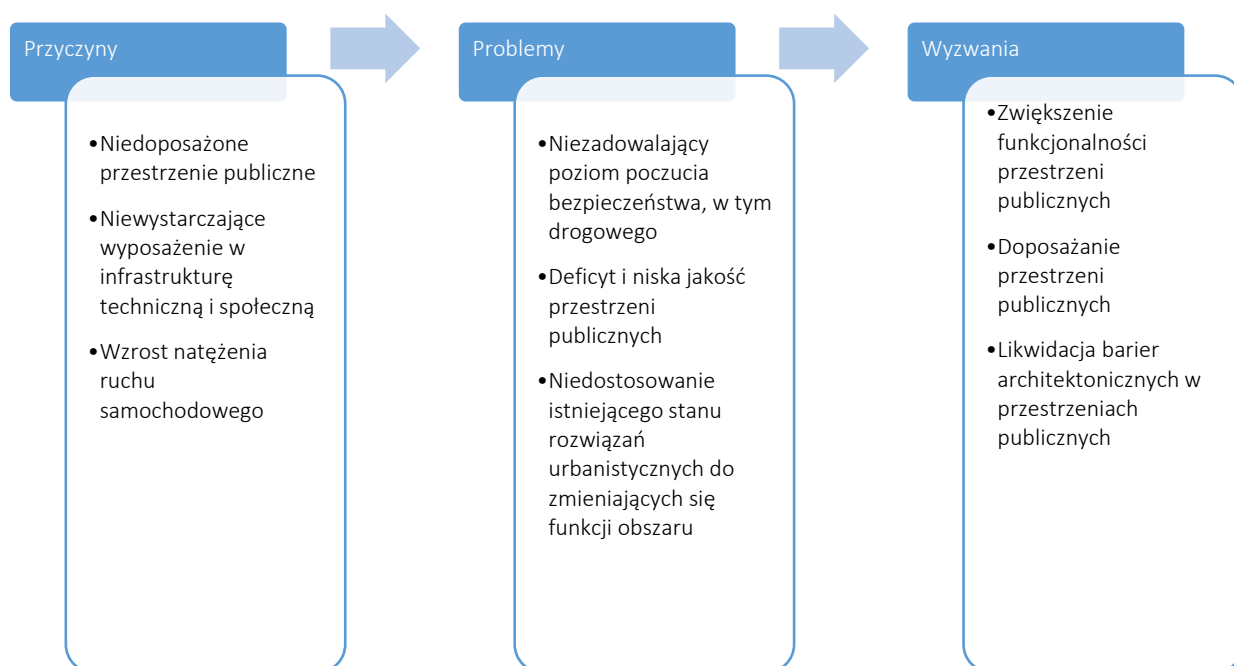 Przyczyny
•Niedoposażone
przestrzenie publiczne
•Niewystarczające
wyposażenie w
infrastrukturę
techniczną i społeczną
•Wzrost natężenia
ruchu
samochodowego
Problemy
•Niezadowalający
poziom poczucia
bezpieczeństwa, w tym
drogowego
•Deficyt i niska jakość
przestrzeni
publicznych
•Niedostosowanie
istniejącego stanu
rozwiązań
urbanistycznych do
zmieniających się
funkcji obszaru
Wyzwania
•Zwiększenie
funkcjonalności
przestrzeni
publicznych
•Doposażanie
przestrzeni
publicznych
•Likwidacja barier
architektonicznych w
przestrzeniach
publicznych